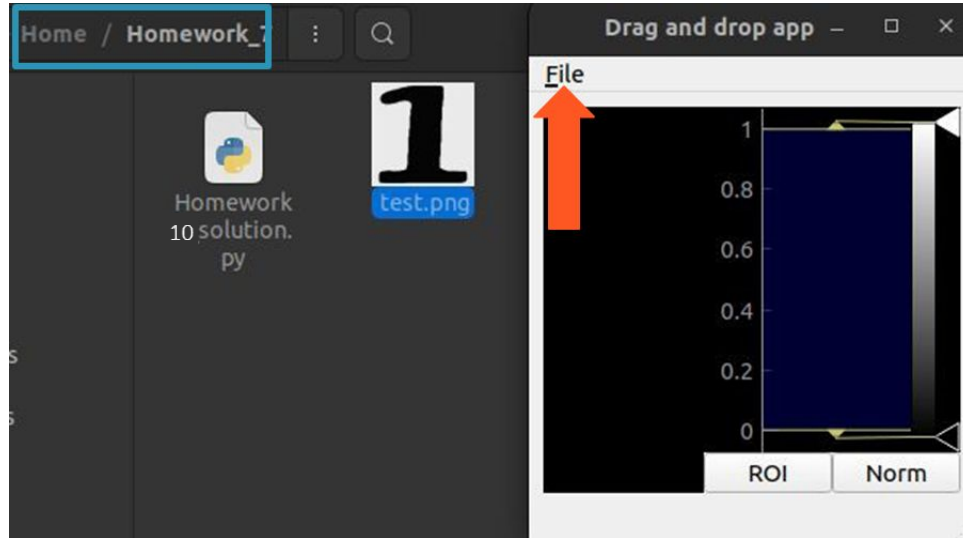 Home / Homework_7
Homework
10 solution.
py
1
test.png
Drag and drop app
File
1
0.8
0.6
0.4
0.2
0
ROI
Norm